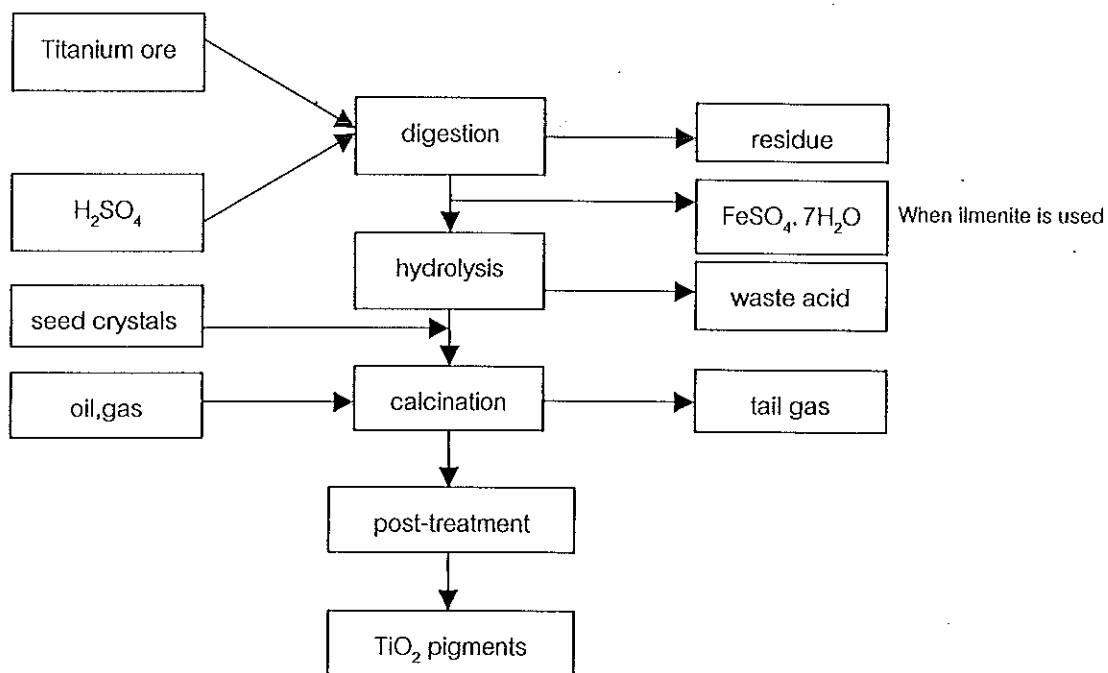 Titanium ore
digestion
residue
H₂SO₄
FeSO₄. 7H₂O
When ilmenite is used
hydrolysis
waste acid
seed crystals
oil,gas
calcination
tail gas
post-treatment
TiO₂ pigments